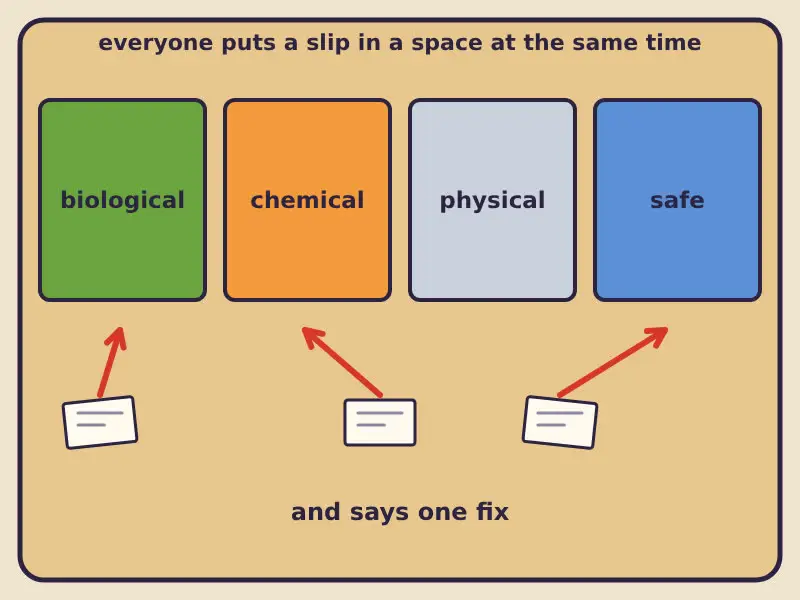 everyone puts a slip in a space at the same time
biological
chemical
physical
safe
and says one fix